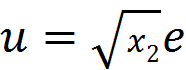 u = √x₂e